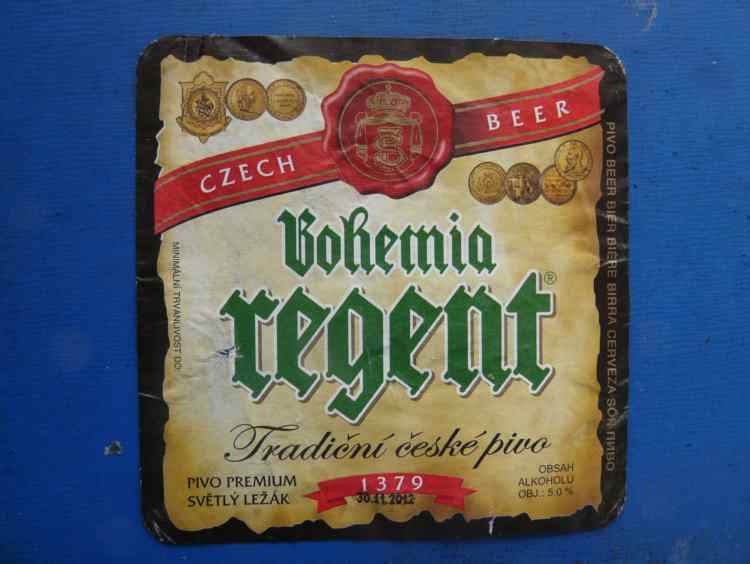 CZECH BEER
Bohemia
regent®
Tradiční české pivo
PIVO PREMIUM
SVĚTLÝ LEŽÁK
1379
30.11.2012
OBSAH
ALKOHOLU
OBJ.: 5.0 %
MINIMÁLNÍ TRVANLIVOST DO:
PIVO BEER BIER BIERE BIRRA CERVEZA SÖR ПИВО